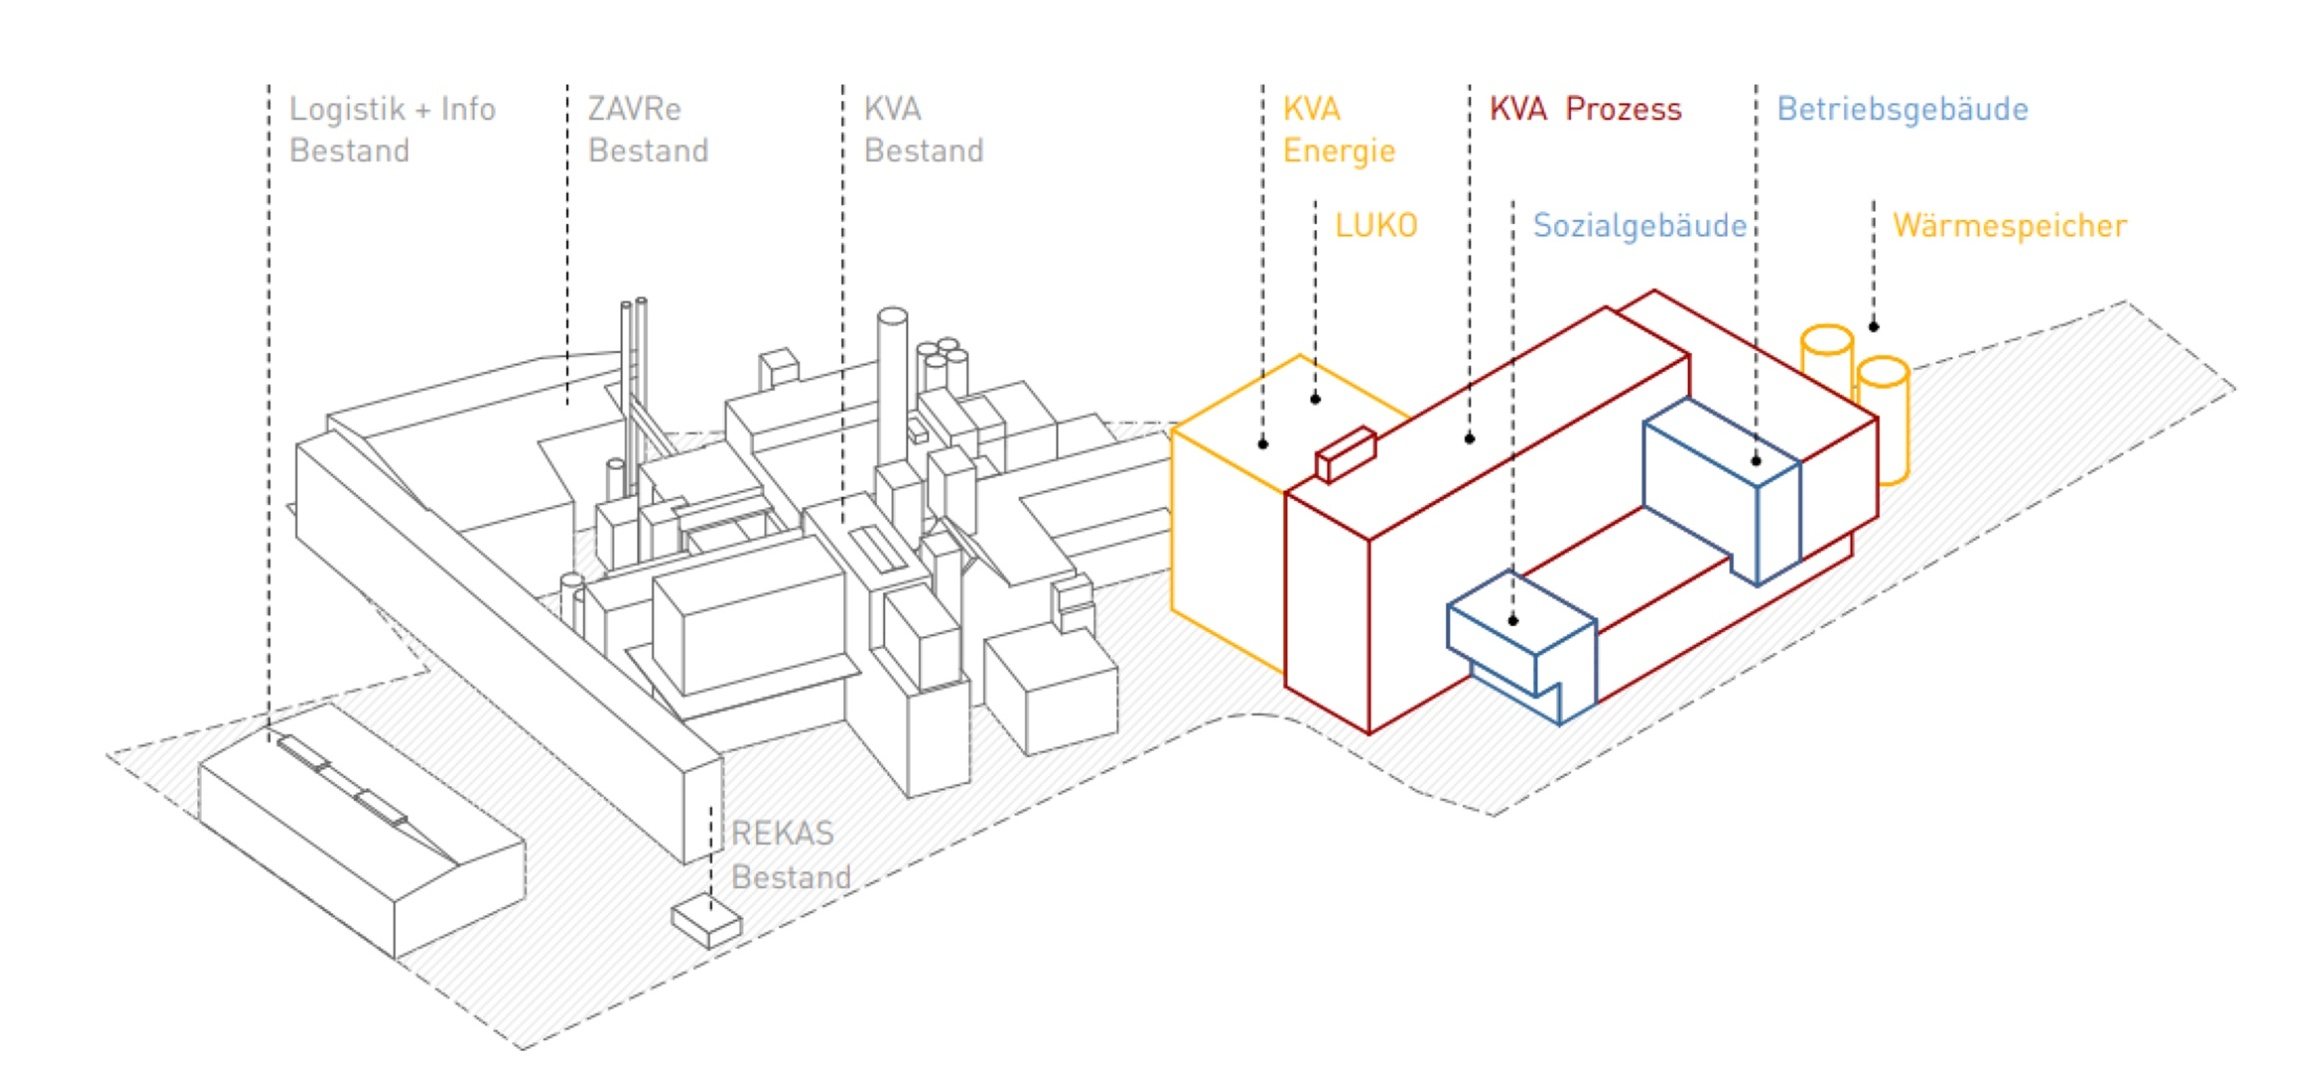 Logistik + Info
Bestand
ZAVRe
Bestand
KVA
Bestand
KVA
Energie
KVA Prozess
Betriebsgebäude
LUKO
Sozialgebäude
Wärmespeicher
REKAS
Bestand